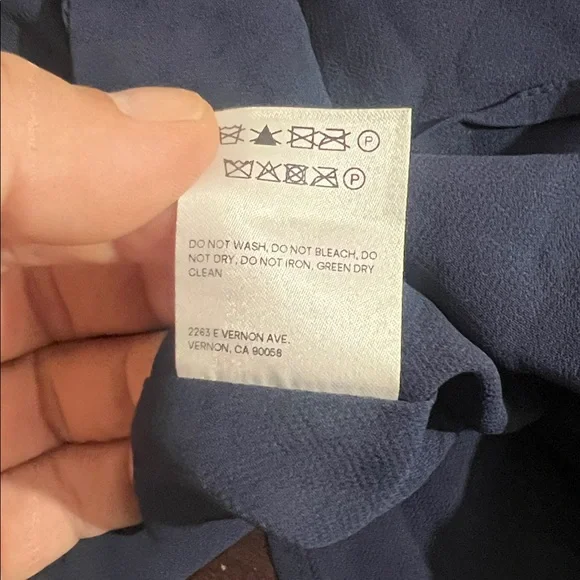 P
P
DO NOT WASH, DO NOT BLEACH, DO
NOT DRY, DO NOT IRON, GREEN DRY
CLEAN
2263 E VERNON AVE.
VERNON, CA 90058